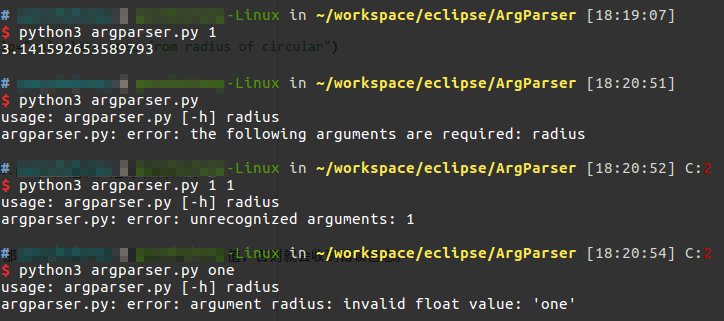 # -Linux in ~/workspace/eclipse/ArgParser [18:19:07]
$ python3 argparser.py 1
rom radius of circular")
3.141592653589793
# -Linux in ~/workspace/eclipse/ArgParser [18:20:51]
$ python3 argparser.py
usage: argparser.py [-h] radius
argparser.py: error: the following arguments are required: radius
# -Linux in ~/workspace/eclipse/ArgParser [18:20:52] C:2
$ python3 argparser.py 1 1
usage: argparser.py [-h] radius
argparser.py: error: unrecognized arguments: 1
# -Linux in ~/workspace/eclipse/ArgParser [18:20:54] C:2
$ python3 argparser.py one
usage: argparser.py [-h] radius
argparser.py: error: argument radius: invalid float value: 'one'